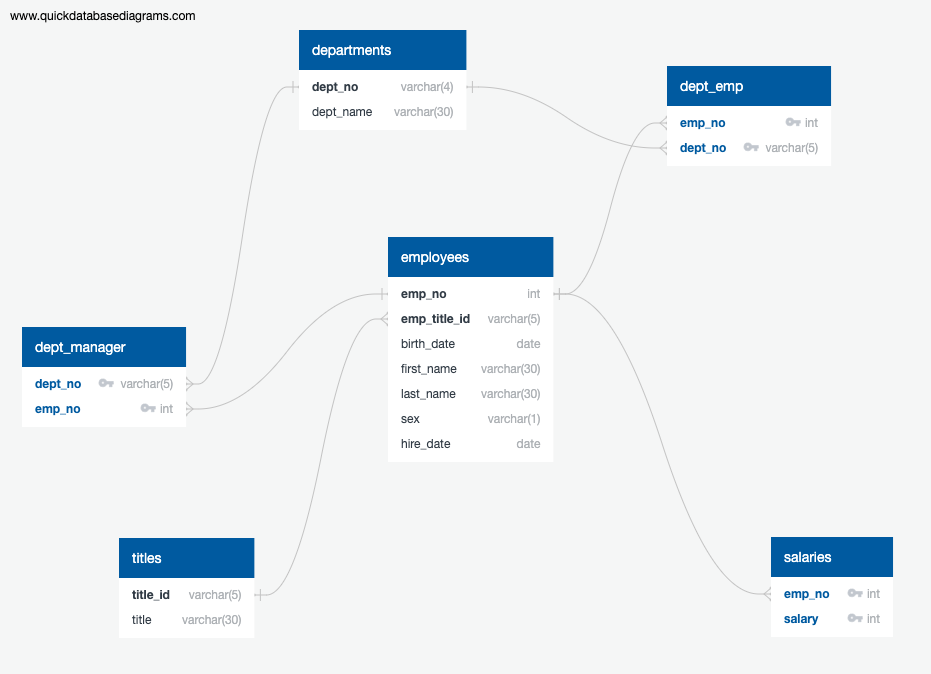 www.quickdatabasediagrams.com
departments
dept_no varchar(4)
dept_name varchar(30)
dept_emp
emp_no int
dept_no varchar(5)
employees
emp_no int
emp_title_id varchar(5)
birth_date date
first_name varchar(30)
last_name varchar(30)
sex varchar(1)
hire_date date
dept_manager
dept_no varchar(5)
emp_no int
titles
title_id varchar(5)
title varchar(30)
salaries
emp_no int
salary int